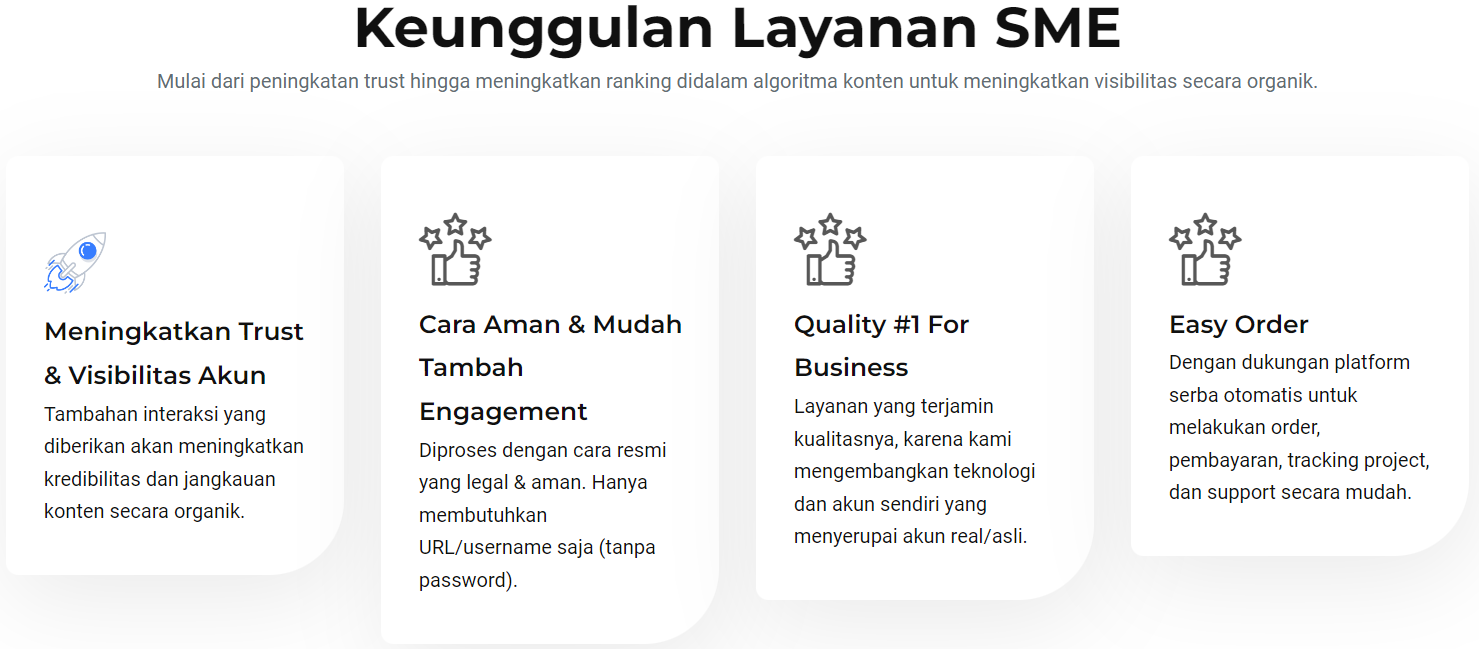 Keunggulan Layanan SME
Mulai dari peningkatan trust hingga meningkatkan ranking didalam algoritma konten untuk meningkatkan visibilitas secara organik.
Meningkatkan Trust
& Visibilitas Akun
Tambahan interaksi yang
diberikan akan meningkatkan
kredibilitas dan jangkauan
konten secara organik.
Cara Aman & Mudah
Tambah
Engagement
Diproses dengan cara resmi
yang legal & aman. Hanya
membutuhkan
URL/username saja (tanpa
password).
Quality #1 For
Business
Layanan yang terjamin
kualitasnya, karena kami
mengembangkan teknologi
dan akun sendiri yang
menyerupai akun real/asli.
Easy Order
Dengan dukungan platform
serba otomatis untuk
melakukan order,
pembayaran, tracking project,
dan support secara mudah.